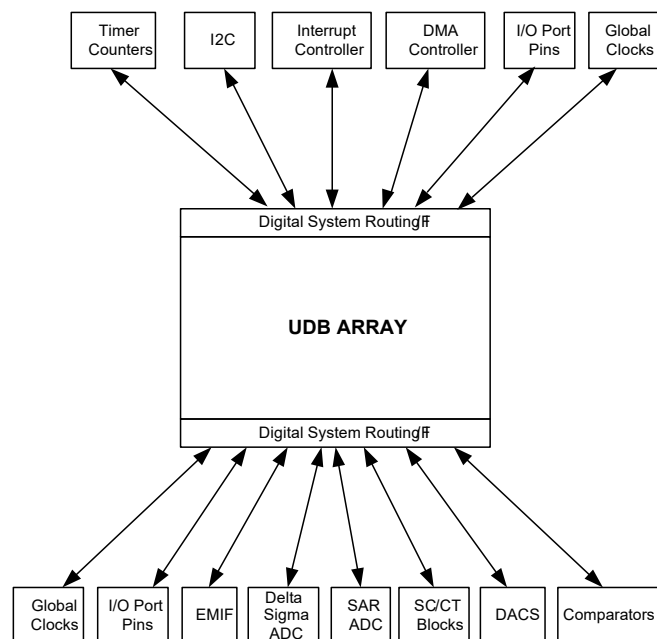 Timer
Counters
I2C
Interrupt
Controller
DMA
Controller
I/O Port
Pins
Global
Clocks
Digital System Routing I/F
UDB ARRAY
Digital System Routing I/F
Global
Clocks
I/O Port
Pins
EMIF
Delta
Sigma
ADC
SAR
ADC
SC/CT
Blocks
DACS
Comparators